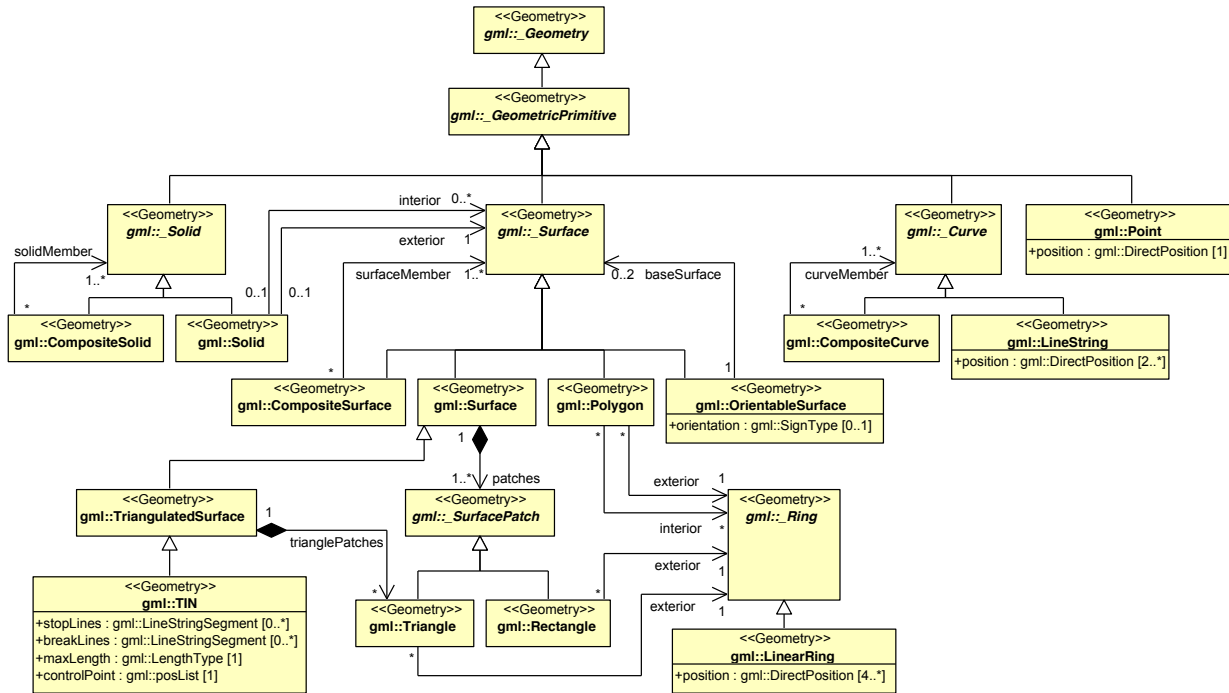 <<Geometry>>
gml::_Geometry
<<Geometry>>
gml::_GeometricPrimitive
<<Geometry>>
gml::_Solid
solidMember
1..*
*
interior
0..*
exterior
1
0..1
0..1
<<Geometry>>
gml::_Surface
surfaceMember
1..*
*
0..2
baseSurface
1
<<Geometry>>
gml::_Curve
1..*
curveMember
*
<<Geometry>>
gml::Point
+position : gml::DirectPosition [1]
<<Geometry>>
gml::CompositeSolid
<<Geometry>>
gml::Solid
<<Geometry>>
gml::CompositeCurve
<<Geometry>>
gml::LineString
+position : gml::DirectPosition [2..*]
<<Geometry>>
gml::CompositeSurface
<<Geometry>>
gml::Surface
<<Geometry>>
gml::Polygon
<<Geometry>>
gml::OrientableSurface
+orientation : gml::SignType [0..1]
1
1..*
patches
*
*
exterior
1
interior
*
<<Geometry>>
gml::TriangulatedSurface
1
trianglePatches
*
<<Geometry>>
gml::_SurfacePatch
<<Geometry>>
gml::_Ring
exterior
1
*
exterior
1
*
<<Geometry>>
gml::TIN
+stopLines : gml::LineStringSegment [0..*]
+breakLines : gml::LineStringSegment [0..*]
+maxLength : gml::LengthType [1]
+controlPoint : gml::posList [1]
<<Geometry>>
gml::Triangle
<<Geometry>>
gml::Rectangle
<<Geometry>>
gml::LinearRing
+position : gml::DirectPosition [4..*]